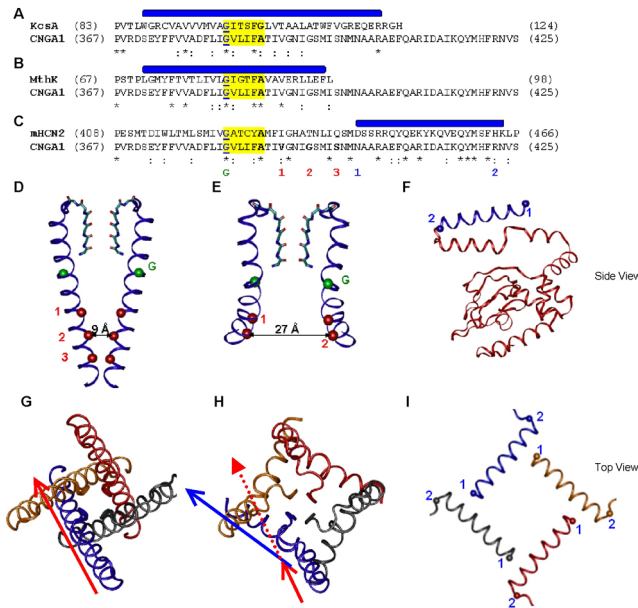 A
KcsA (83) PVTLWGRCVAVVVMVAGITSFGLVTAALATWFVGREQERRGH (124)
CNGA1 (367) PVRDSEYFFVVADFLIGVLIFATIVGNIGSMISNMNAARAEFQARIDAIKQYMHFRNVS (425)
B
MthK (67) PSTPLGMYFTVTLIVLGIGTFAVAVERLLEFL (98)
CNGA1 (367) PVRDSEYFFVVADFLIGVLIFATIVGNIGSMISNMNAARAEFQARIDAIKQYMHFRNVS (425)
C
mHCN2 (408) PESMTDIWLTMLSMIVGATCYAMFIGHATNLIQSMDSSRRQYQEKYKQVEQYMSFHKLP (466)
CNGA1 (367) PVRDSEYFFVVADFLIGVLIFATIVGNIGSMISNMNAARAEFQARIDAIKQYMHFRNVS (425)
G 1 2 3 1 2
D E F
G
1
2
3
9 Å
G
1
2
27 Å
2
1
Side View
G H I
2
1
1
2
1
2
1
2
Top View